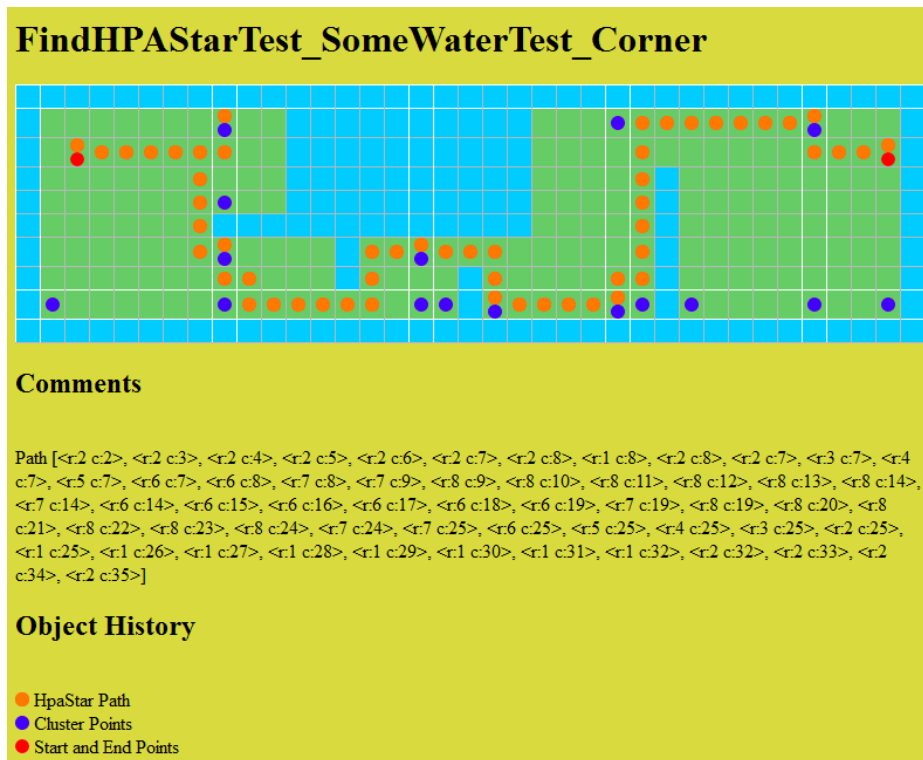 FindHPAStarTest_SomeWaterTest_Corner
Comments
Path [<r:2 c:2>, <r:2 c:3>, <r:2 c:4>, <r:2 c:5>, <r:2 c:6>, <r:2 c:7>, <r:2 c:8>, <r:1 c:8>, <r:2 c:8>, <r:2 c:7>, <r:3 c:7>, <r:4
c:7>, <r:5 c:7>, <r:6 c:7>, <r:6 c:8>, <r:7 c:8>, <r:7 c:9>, <r:8 c:9>, <r:8 c:10>, <r:8 c:11>, <r:8 c:12>, <r:8 c:13>, <r:8 c:14>,
<r:7 c:14>, <r:6 c:14>, <r:6 c:15>, <r:6 c:16>, <r:6 c:17>, <r:6 c:18>, <r:6 c:19>, <r:7 c:19>, <r:8 c:19>, <r:8 c:20>, <r:8
c:21>, <r:8 c:22>, <r:8 c:23>, <r:8 c:24>, <r:7 c:24>, <r:7 c:25>, <r:6 c:25>, <r:5 c:25>, <r:4 c:25>, <r:3 c:25>, <r:2 c:25>,
<r:1 c:25>, <r:1 c:26>, <r:1 c:27>, <r:1 c:28>, <r:1 c:29>, <r:1 c:30>, <r:1 c:31>, <r:1 c:32>, <r:2 c:32>, <r:2 c:33>, <r:2
c:34>, <r:2 c:35>]
Object History
HpaStar Path
Cluster Points
Start and End Points